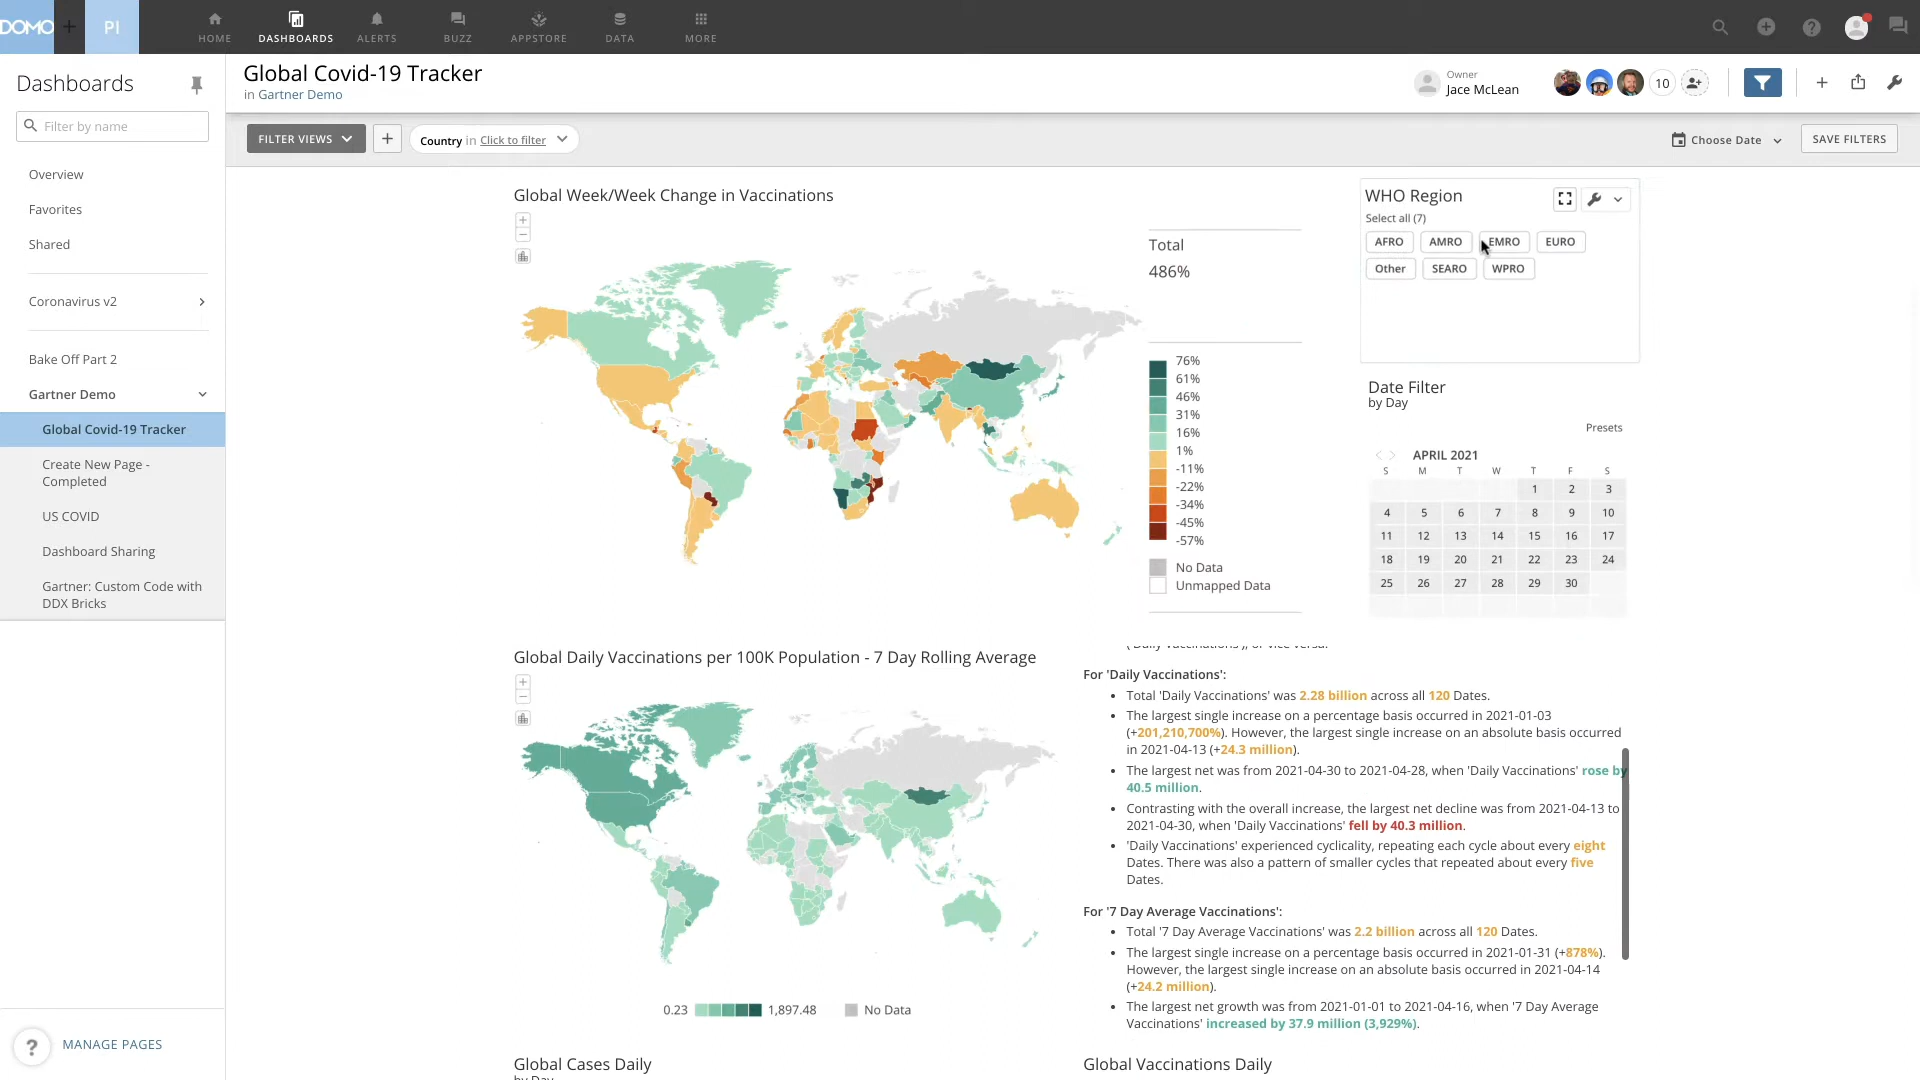 DOMO
PI
HOME
DASHBOARDS
ALERTS
BUZZ
APPSTORE
DATA
MORE
Dashboards
Filter by name
Overview
Favorites
Shared
Coronavirus v2
Bake Off Part 2
Gartner Demo
Global Covid-19 Tracker
Create New Page -
Completed
US COVID
Dashboard Sharing
Gartner: Custom Code with
DDX Bricks
? MANAGE PAGES
Global Covid-19 Tracker
in Gartner Demo
Owner
Jace McLean
10
FILTER VIEWS
+
Country in Click to filter
Choose Date
SAVE FILTERS
Global Week/Week Change in Vaccinations
+
−
Total
486%
76%
61%
46%
31%
16%
1%
-11%
-22%
-34%
-45%
-57%
No Data
Unmapped Data
WHO Region
Select all (7)
AFRO AMRO EMRO EURO
Other SEARO WPRO
Date Filter
by Day
Presets
APRIL 2021
S M T W T F S
1 2 3
4 5 6 7 8 9 10
11 12 13 14 15 16 17
18 19 20 21 22 23 24
25 26 27 28 29 30
Global Daily Vaccinations per 100K Population - 7 Day Rolling Average
+
−
0.23 1,897.48 No Data
('Daily Vaccinations'), or vice versa.
For 'Daily Vaccinations':
• Total 'Daily Vaccinations' was 2.28 billion across all 120 Dates.
• The largest single increase on a percentage basis occurred in 2021-01-03
(+201,210,700%). However, the largest single increase on an absolute basis occurred
in 2021-04-13 (+24.3 million).
• The largest net was from 2021-04-30 to 2021-04-28, when 'Daily Vaccinations' rose by
40.5 million.
• Contrasting with the overall increase, the largest net decline was from 2021-04-13 to
2021-04-30, when 'Daily Vaccinations' fell by 40.3 million.
• 'Daily Vaccinations' experienced cyclicality, repeating each cycle about every eight
Dates. There was also a pattern of smaller cycles that repeated about every five
Dates.
For '7 Day Average Vaccinations':
• Total '7 Day Average Vaccinations' was 2.2 billion across all 120 Dates.
• The largest single increase on a percentage basis occurred in 2021-01-31 (+878%).
However, the largest single increase on an absolute basis occurred in 2021-04-14
(+24.2 million).
• The largest net growth was from 2021-01-01 to 2021-04-16, when '7 Day Average
Vaccinations' increased by 37.9 million (3,929%).
Global Cases Daily
by Day
Global Vaccinations Daily